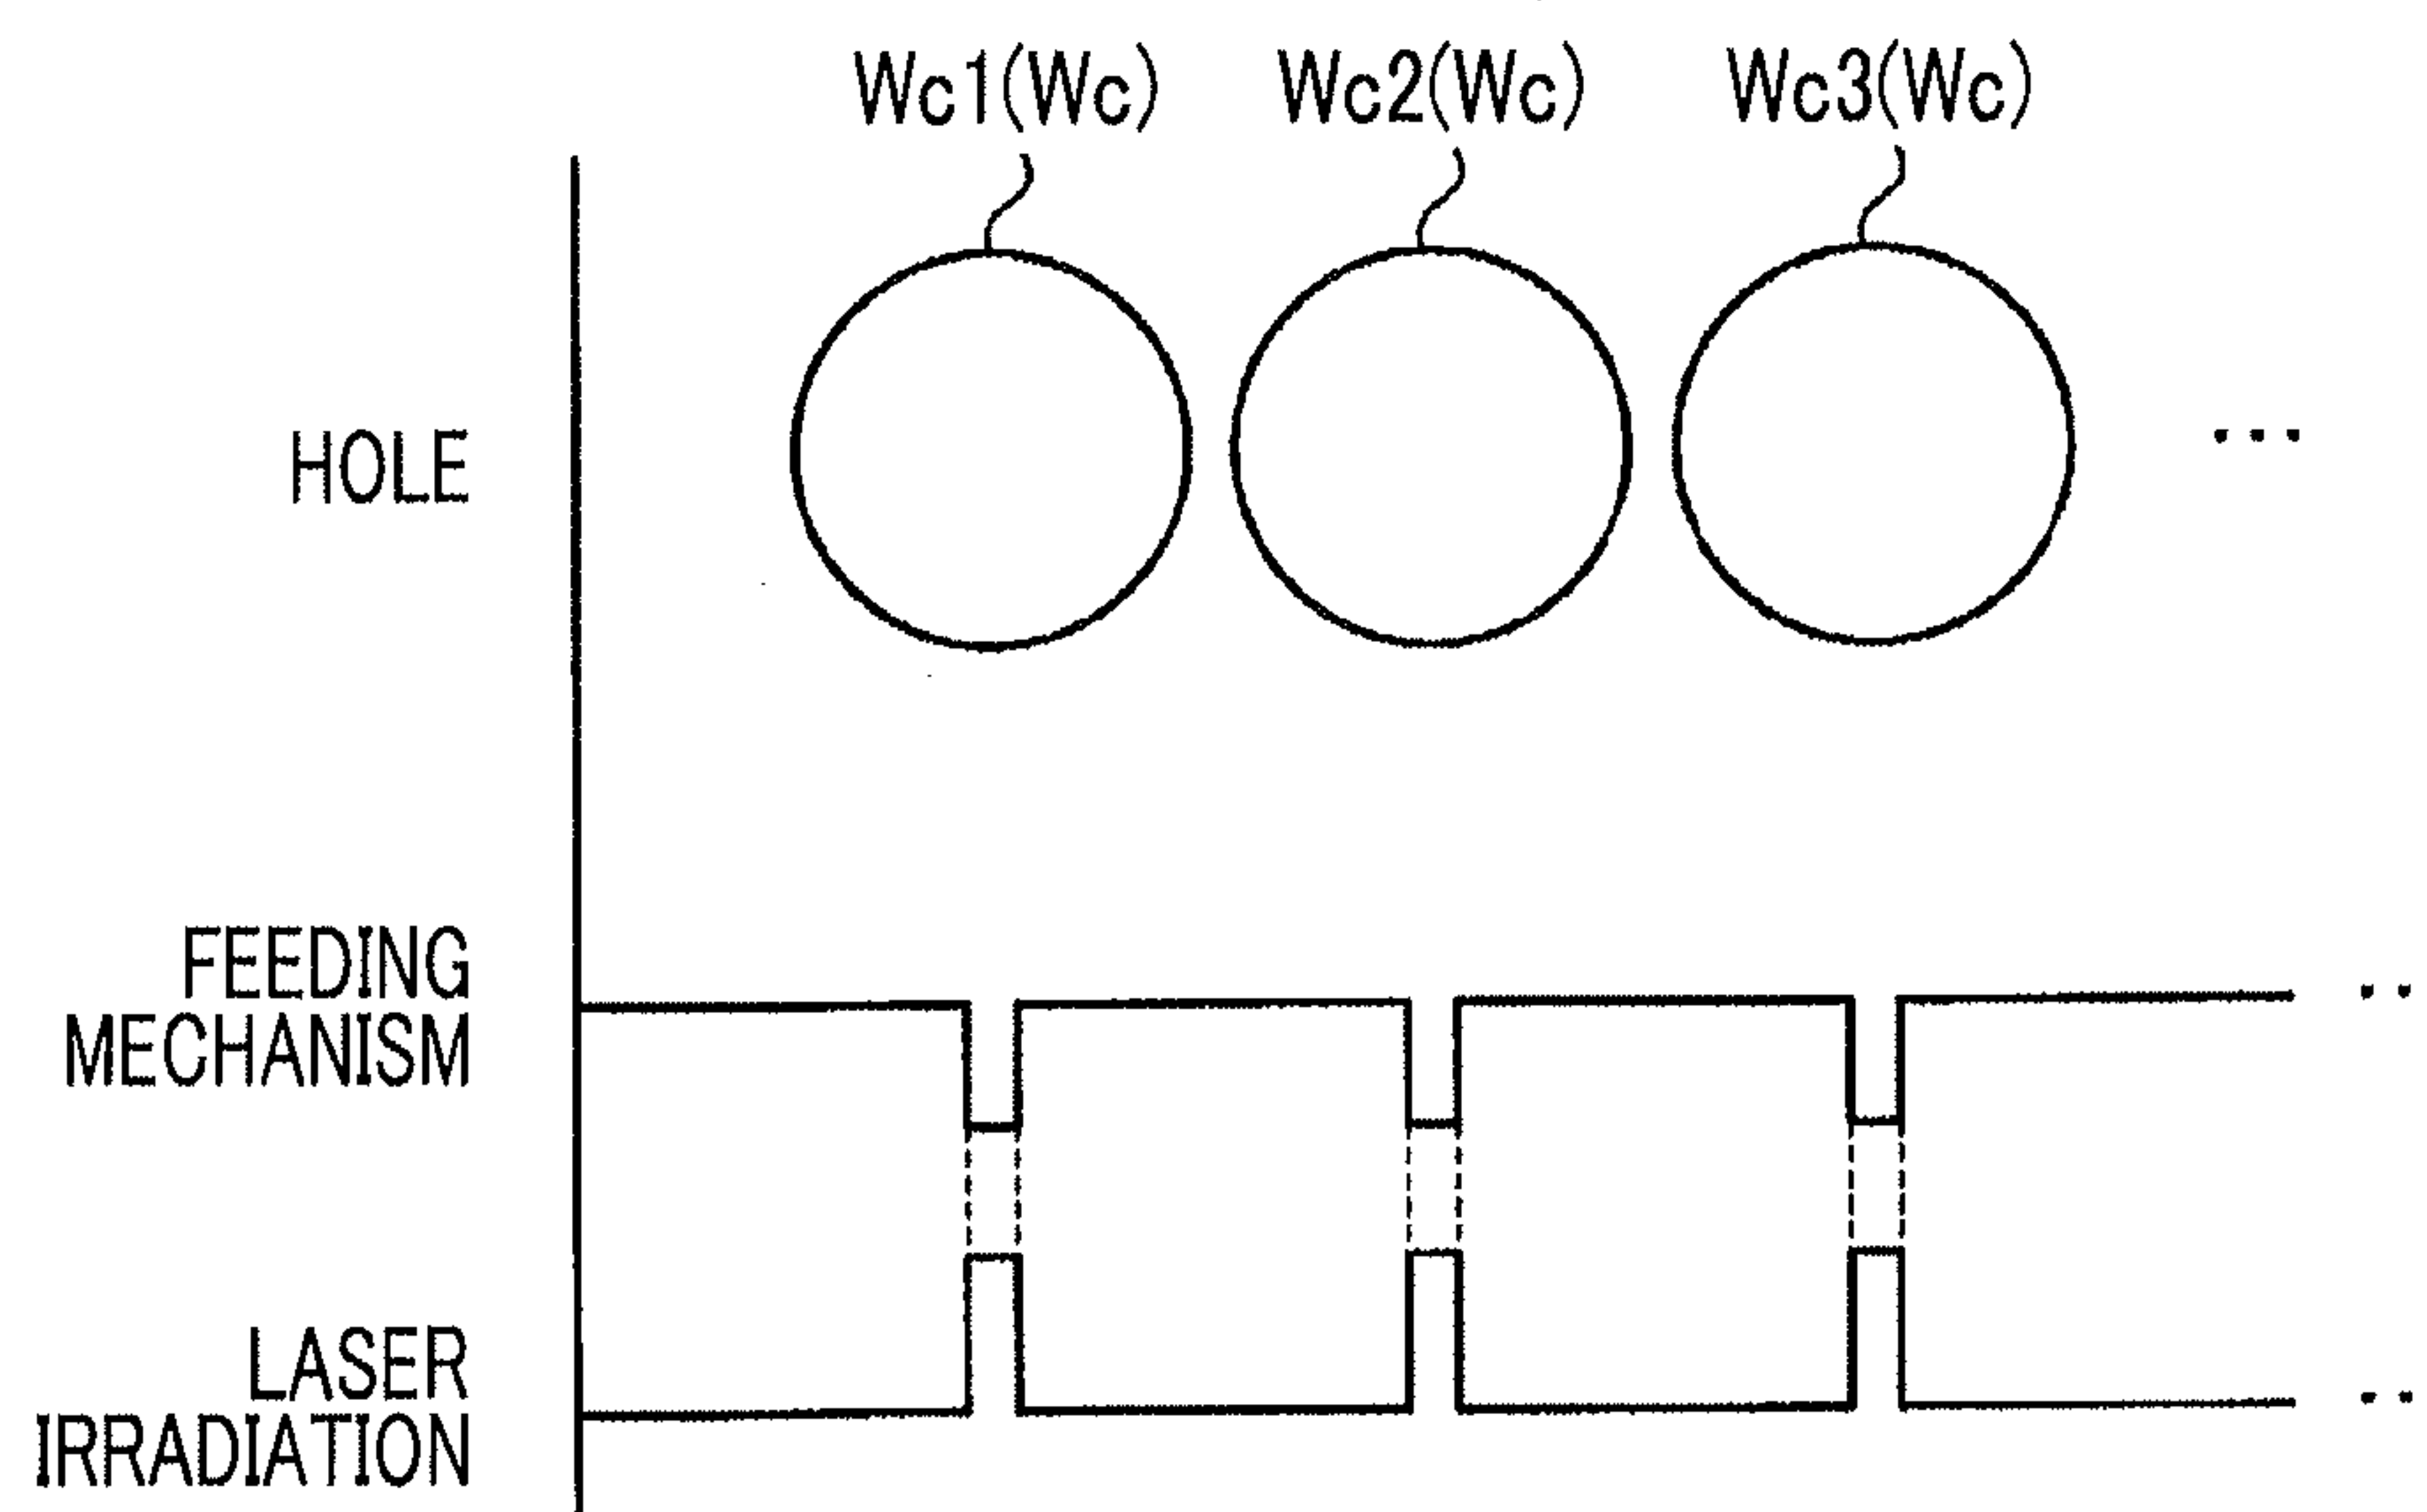 Wc1(Wc) Wc2(Wc) Wc3(Wc)
HOLE
FEEDING
MECHANISM
LASER
IRRADIATION